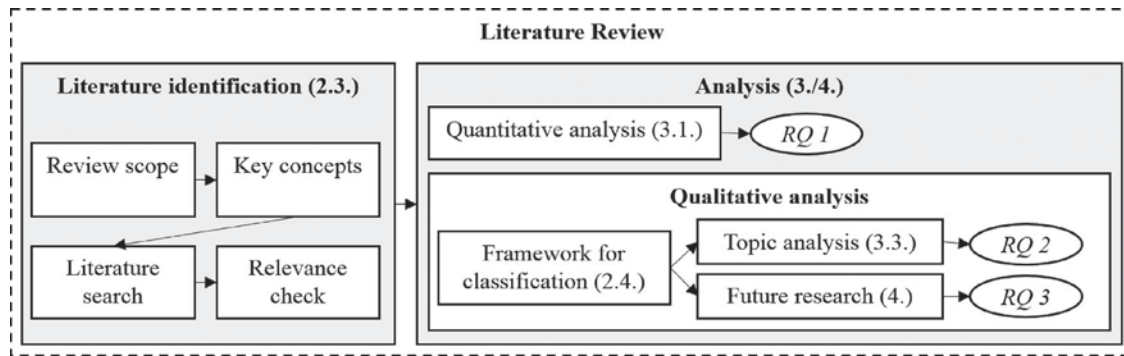 Literature Review
Literature identification (2.3.)
Review scope
Key concepts
Literature
search
Relevance
check
Analysis (3./4.)
Quantitative analysis (3.1.)
RQ 1
Qualitative analysis
Framework for
classification (2.4.)
Topic analysis (3.3.)
RQ 2
Future research (4.)
RQ 3